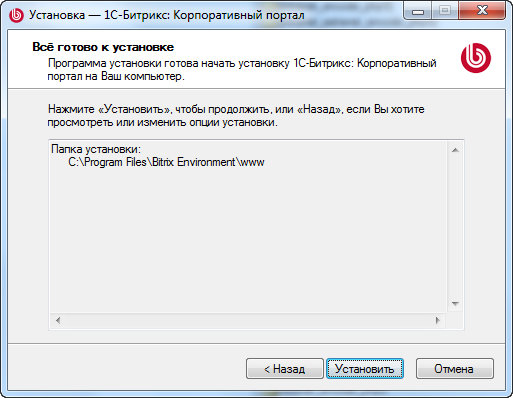 Установка — 1С-Битрикс: Корпоративный портал
Всё готово к установке
Программа установки готова начать установку 1С-Битрикс: Корпоративный
портал на Ваш компьютер.
Нажмите «Установить», чтобы продолжить, или «Назад», если Вы хотите
просмотреть или изменить опции установки.
Папка установки:
C:\Program Files\Bitrix Environment\www
< Назад
Установить
Отмена